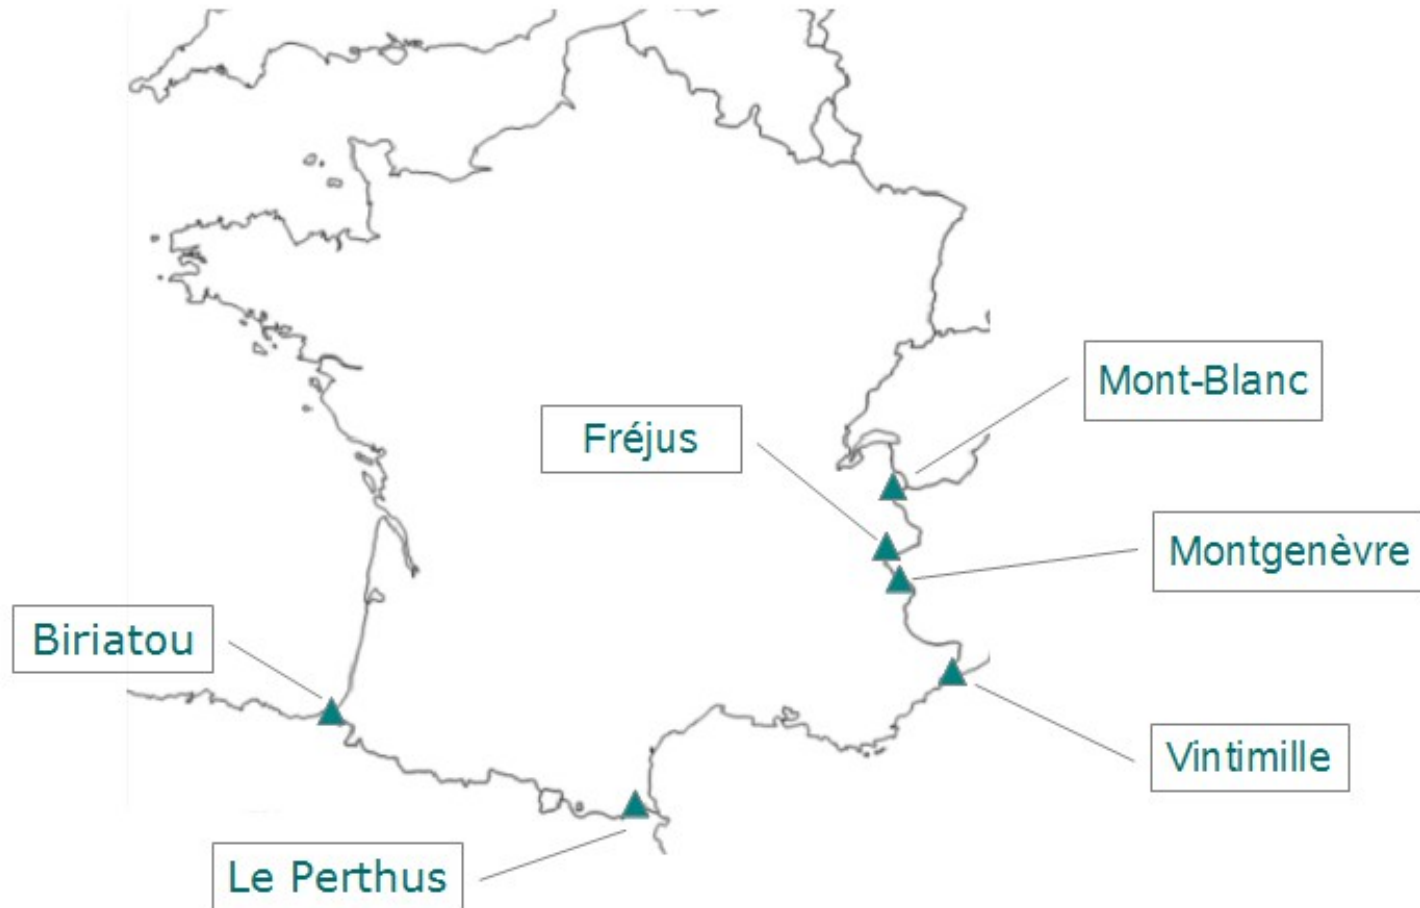 Mont-Blanc
Fréjus
Montgenèvre
Biriatou
Vintimille
Le Perthus